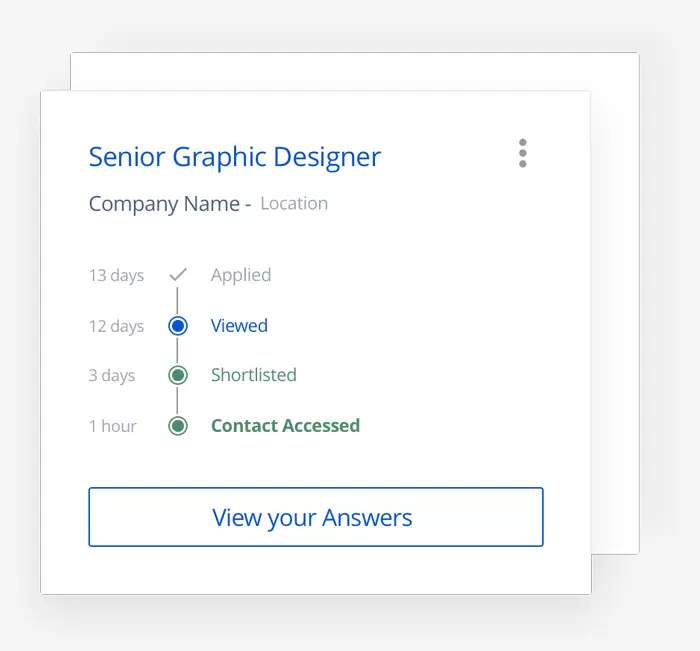 Senior Graphic Designer
Company Name - Location
13 days Applied
12 days Viewed
3 days Shortlisted
1 hour Contact Accessed
View your Answers